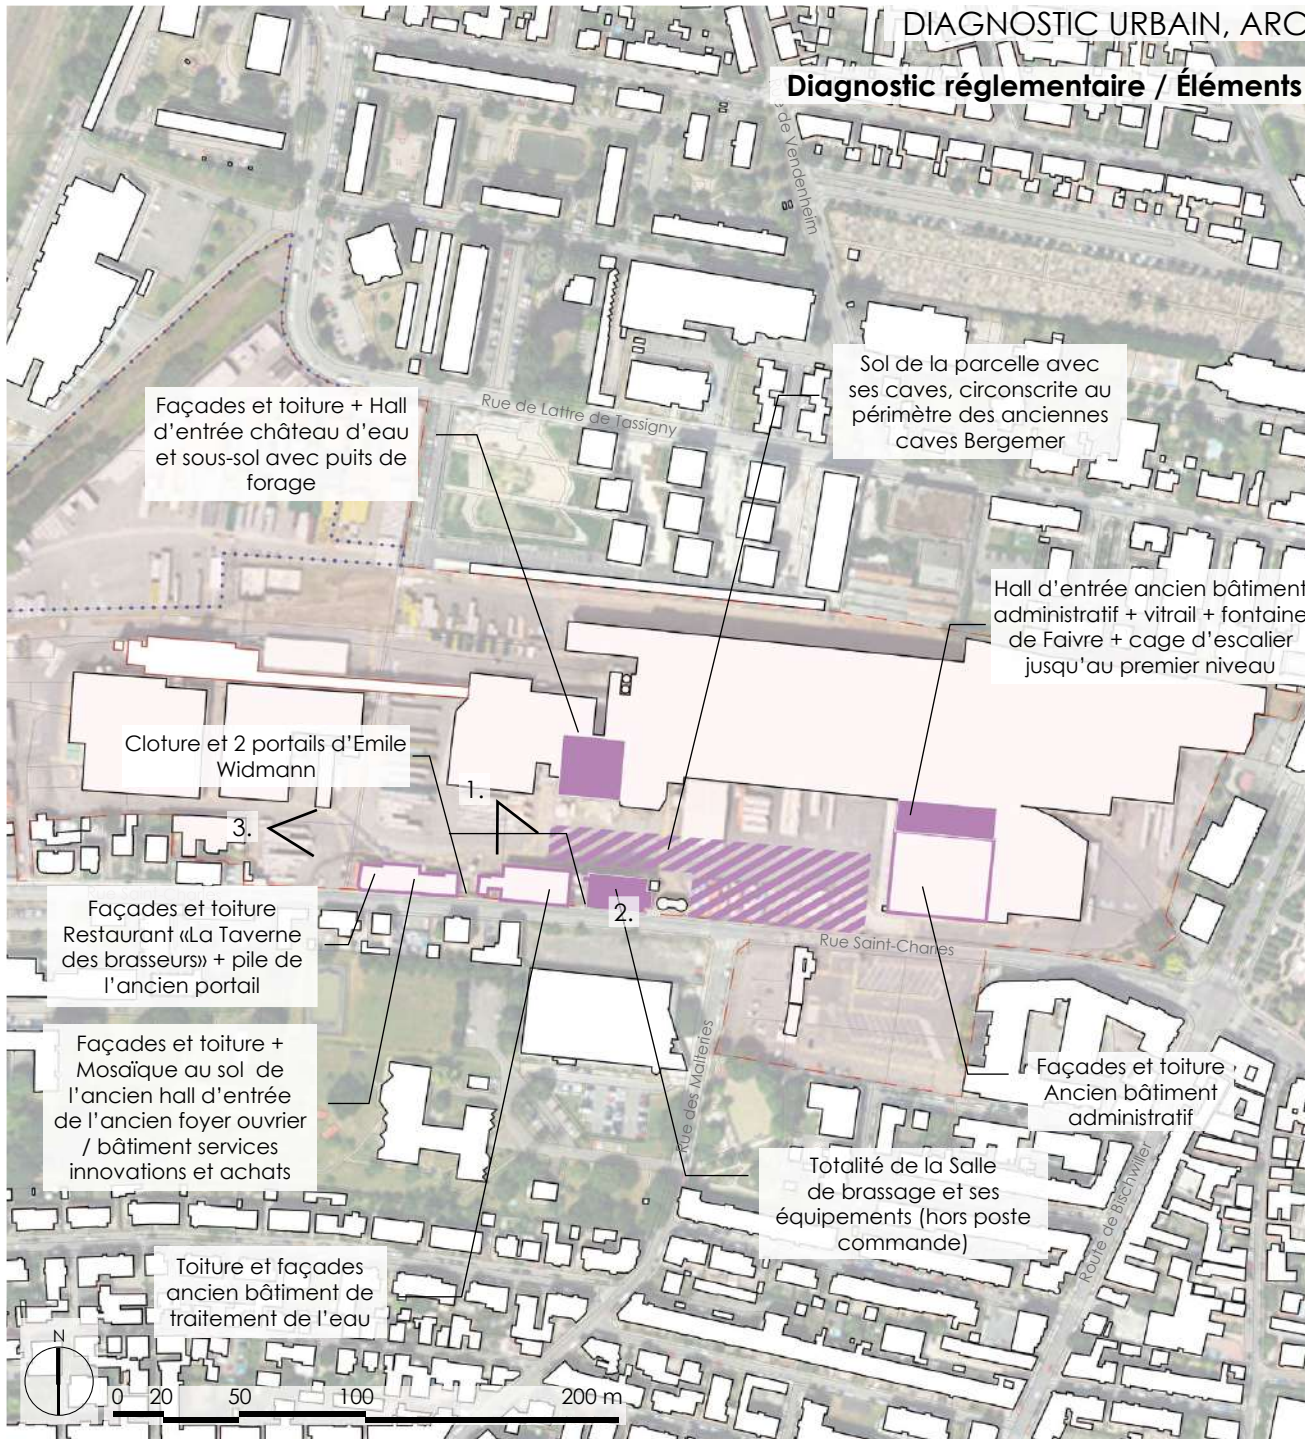 DIAGNOSTIC URBAIN, ARC
Diagnostic réglementaire / Éléments
de Vendenheim
Sol de la parcelle avec
ses caves, circonscrite au
périmètre des anciennes
caves Bergemer
Façades et toiture + Hall
d'entrée château d'eau
et sous-sol avec puits de
forage
Rue de Lattre de Tassigny
Hall d'entrée ancien bâtiment
administratif + vitrail + fontaine
de Faivre + cage d'escalier
jusqu'au premier niveau
Cloture et 2 portails d'Emile
Widmann
1.
3.
2.
Façades et toiture
Restaurant «La Taverne
des brasseurs» + pile de
l'ancien portail
Rue Saint-Charles
Façades et toiture +
Mosaïque au sol de
l'ancien hall d'entrée
de l'ancien foyer ouvrier
/ bâtiment services
innovations et achats
Rue des Malteries
Façades et toiture
Ancien bâtiment
administratif
Totalité de la Salle
de brassage et ses
équipements (hors poste
commande)
Route de Bischwiller
Toiture et façades
ancien bâtiment de
traitement de l'eau
N
0 20 50 100 200 m